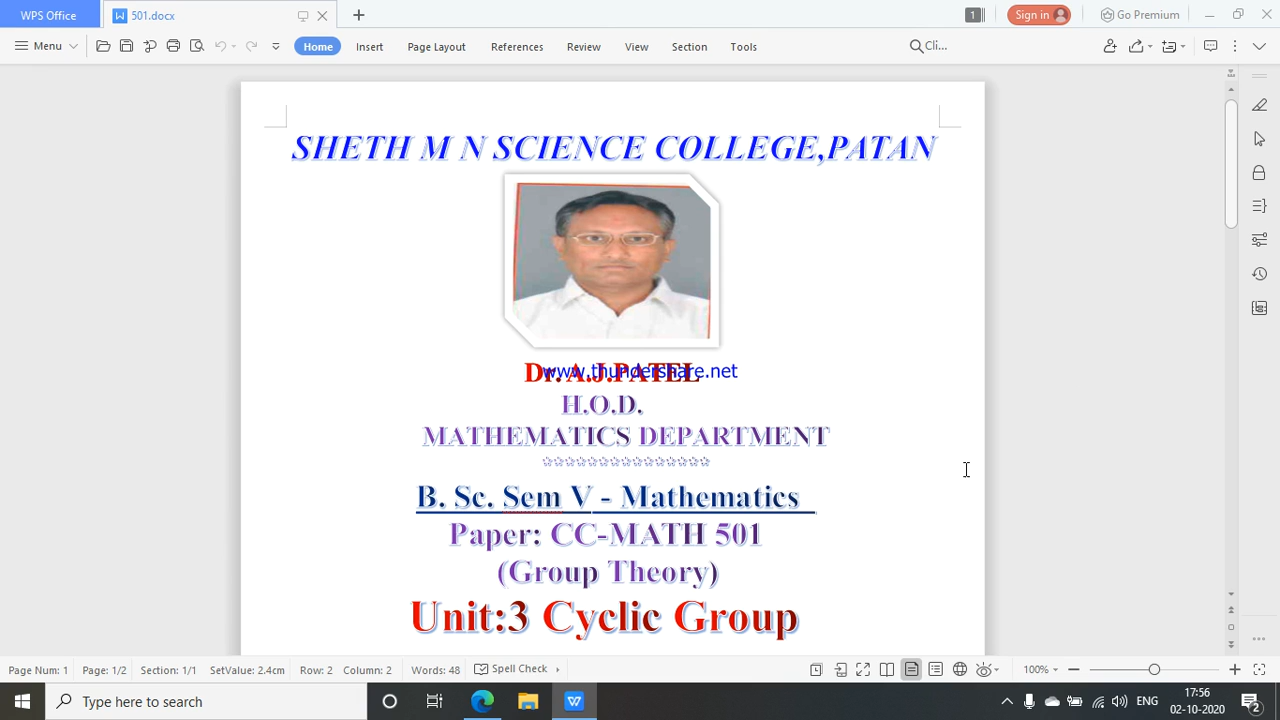 WPS Office
501.docx
1
Sign in
Go Premium
Menu
Home
Insert
Page Layout
References
Review
View
Section
Tools
Cli...
SHETH M N SCIENCE COLLEGE,PATAN
Dr. A.J.PATEL
www.thundershare.net
H.O.D.
MATHEMATICS DEPARTMENT
B. Sc. Sem V - Mathematics
Paper: CC-MATH 501
(Group Theory)
Unit:3 Cyclic Group
Page Num: 1
Page: 1/2
Section: 1/1
SetValue: 2.4cm
Row: 2
Column: 2
Words: 48
Spell Check
100%
Type here to search
ENG
17:56
02-10-2020
2